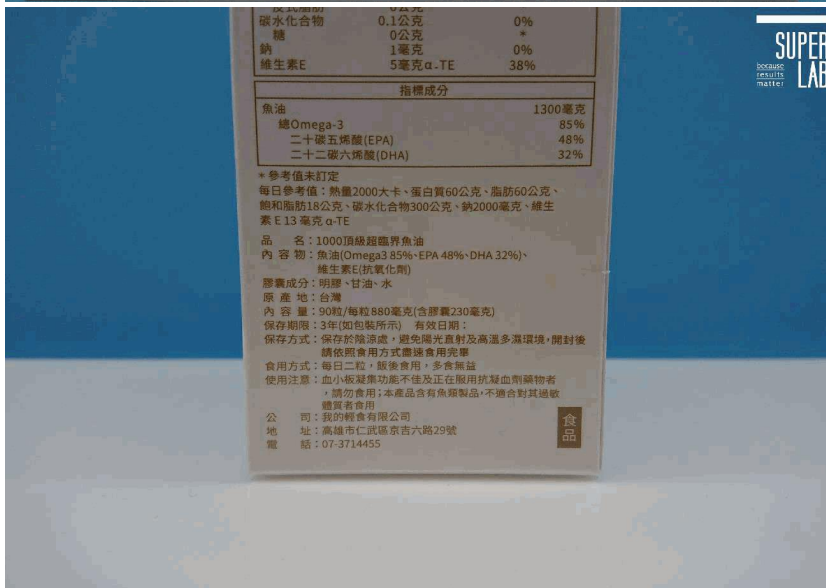 碳水化合物 0.1公克 0%
糖 0公克 *
鈉 1毫克 0%
維生素E 5毫克α-TE 38%
指標成分
魚油 1300毫克
總Omega-3 85%
二十碳五烯酸(EPA) 48%
二十二碳六烯酸(DHA) 32%
*參考值未訂定
每日參考值：熱量2000大卡、蛋白質60公克、脂肪60公克、
飽和脂肪18公克、碳水化合物300公克、鈉2000毫克、維生
素E 13 毫克 α-TE
品 名：1000頂級超臨界魚油
內 容 物：魚油(Omega3 85%、EPA 48%、DHA 32%)、
維生素E(抗氧化劑)
膠囊成分：明膠、甘油、水
原 產 地：台灣
內 容 量：90粒/每粒880毫克(含膠囊230毫克)
保存期限：3年(如包裝所示) 有效日期：
保存方式：保存於陰涼處，避免陽光直射及高溫多濕環境，開封後
請依照食用方式儘速食用完畢
食用方式：每日二粒，飯後食用，多食無益
使用注意：血小板凝集功能不佳及正在服用抗凝血劑藥物者
，請勿食用；本產品含有魚類製品，不適合對其過敏
體質者食用
公 司：我的輕食有限公司
地 址：高雄市仁武區京吉六路29號
電 話：07-3714455
食品
SUPER
LAB
because
results
matter